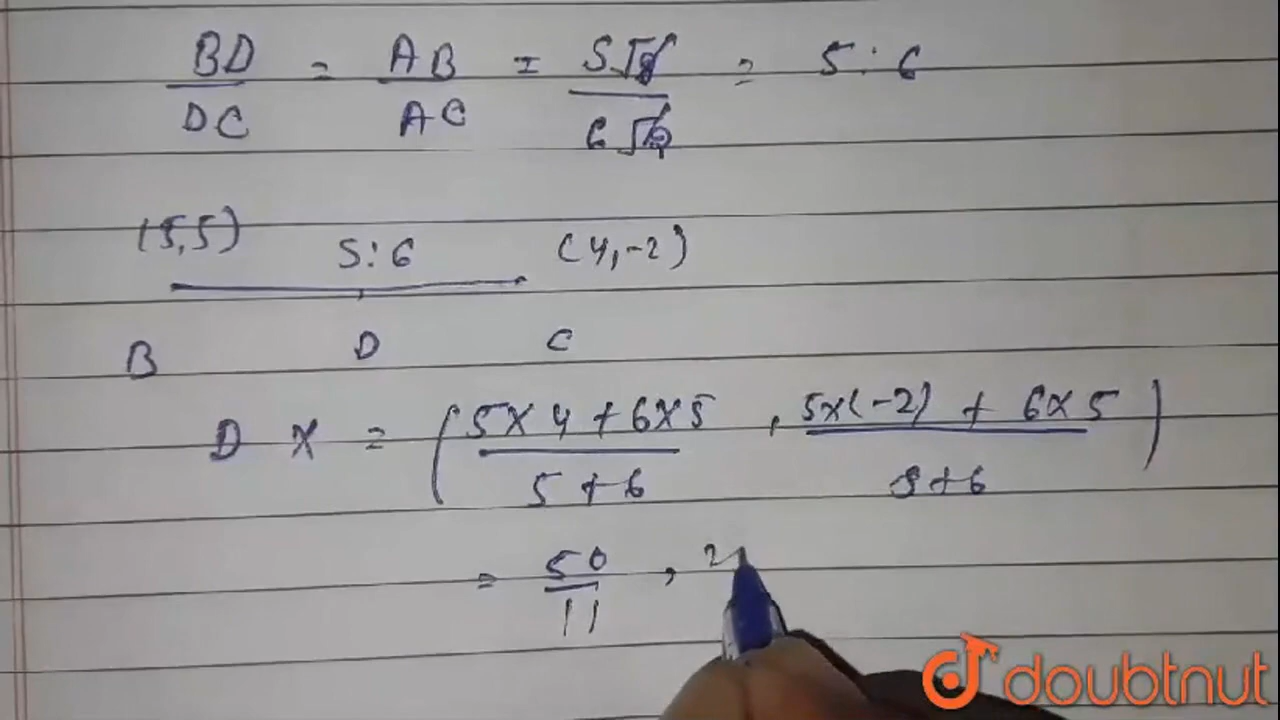 BD/DC = AB/AC = 5√/6√ = 5:6
(5,5) 5:6 (4,-2)
B D C
D X = (5×4+6×5/5+6, 5×(-2)+6×5/5+6)
= 50/11, 2
doubtnut